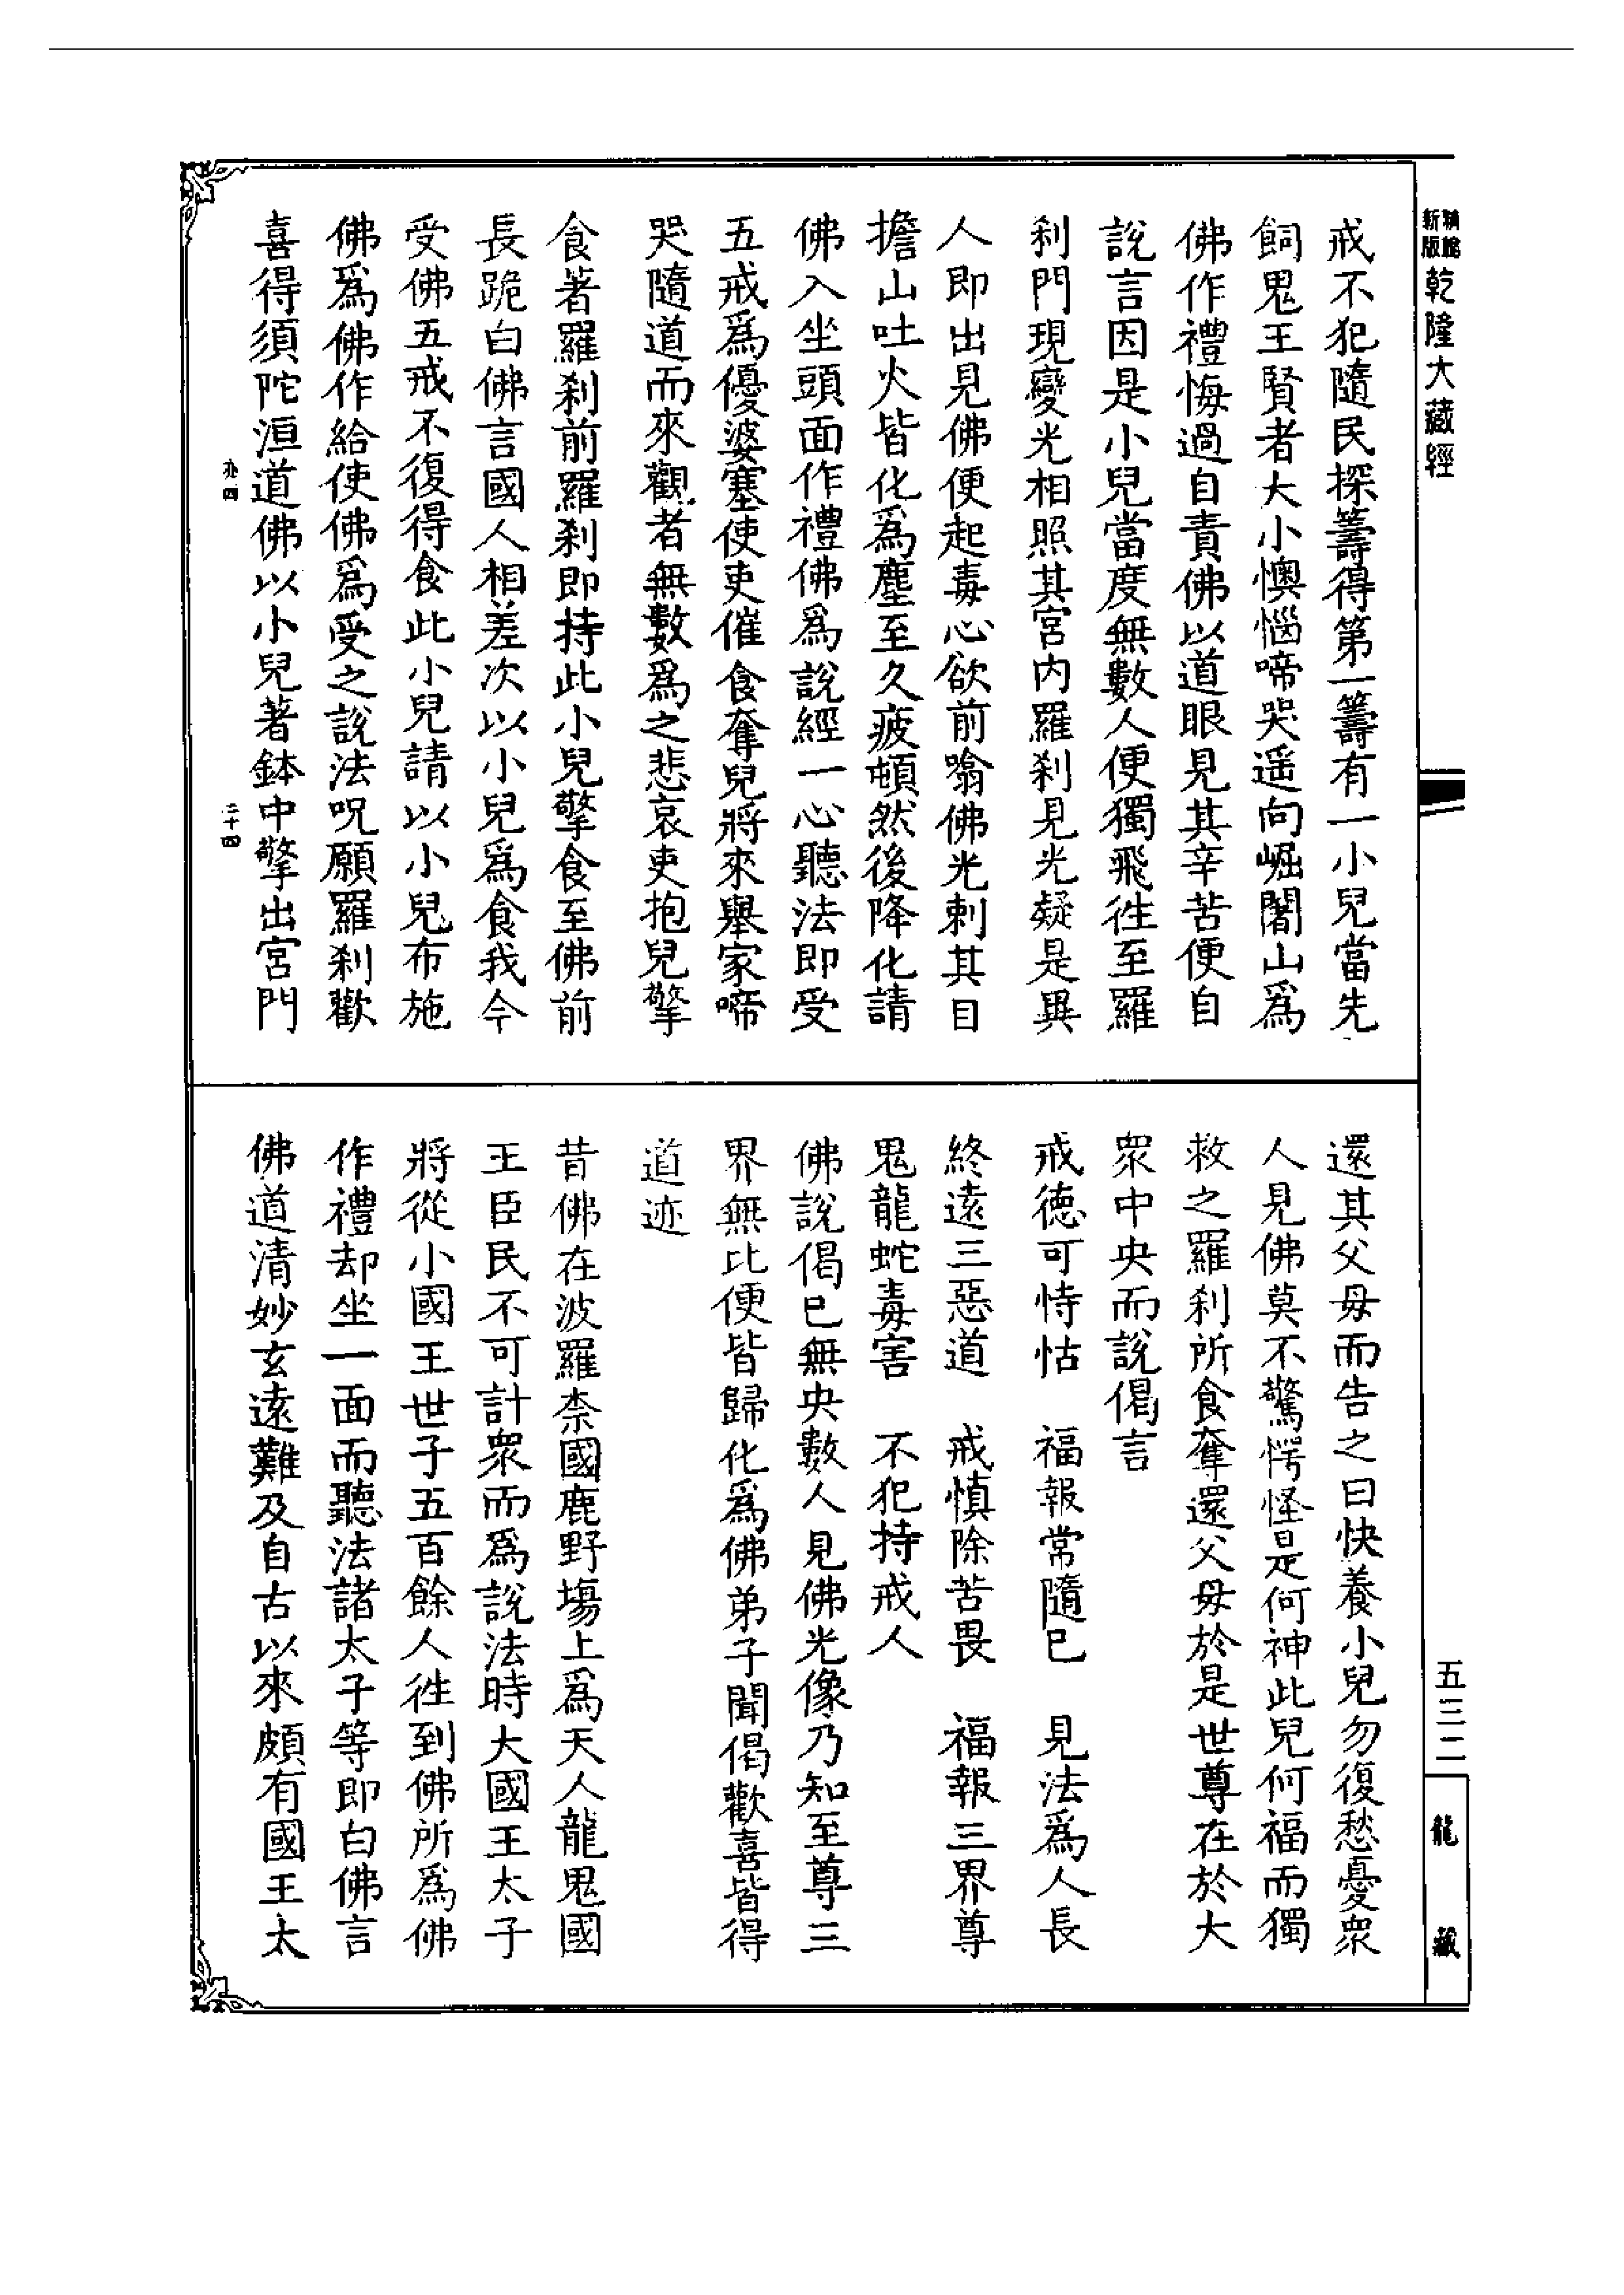 精縮
新版
乾隆大藏經
戒不犯隨民探籌得第一籌有一小兒當先
飼鬼王賢者大小懊惱啼哭遥向崛闍山爲
佛作禮悔過自責佛以道眼見其辛苦便自
說言因是小兒當度無數人便獨飛徃至羅
刹門現變光相照其宮内羅刹見光疑是異
人即出見佛便起毒心欲前噏佛光刺其目
擔山吐火皆化爲塵至久疲頓然後降化請
佛入坐頭面作禮佛爲說經一心聽法即受
五戒爲優婆塞使吏催食奪兒將來舉家啼
哭隨道而來觀者無數爲之悲哀吏抱兒擎
食著羅刹前羅刹即持此小兒擎食至佛前
長跪白佛言國人相差次以小兒爲食我今
受佛五戒不復得食此小兒請以小兒布施
佛爲佛作給使佛爲受之說法呪願羅刹歡
喜得須陀洹道佛以小兒著鉢中擎出宮門
亦四
二十四
還其父母而告之曰快養小兒勿復愁憂衆
人見佛莫不驚愕怪是何神此兒何福而獨
救之羅刹所食奪還父母於是世尊在於大
衆中央而說偈言
戒徳可恃怙　福報常隨已　見法爲人長
終遠三惡道　戒慎除苦畏　福報三界尊
鬼龍蛇毒害　不犯持戒人
佛說偈已無央數人見佛光像乃知至尊三
界無比便皆歸化爲佛弟子聞偈歡喜皆得
道迹
昔佛在波羅柰國鹿野塲上爲天人龍鬼國
王臣民不可計衆而爲說法時大國王太子
將從小國王世子五百餘人徃到佛所爲佛
作禮却坐一面而聽法諸太子等即白佛言
佛道清妙玄遠難及自古以來頗有國王太
五三二
龍藏